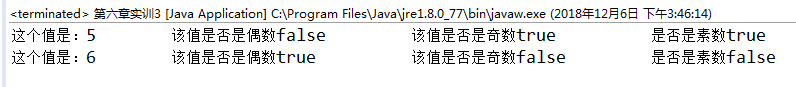 <terminated> 第六章实训3 [Java Application] C:\Program Files\Java\jre1.8.0_77\bin\javaw.exe (2018年12月6日 下午3:46:14)
这个值是：5 该值是否是偶数false 该值是否是奇数true 是否是素数true
这个值是：6 该值是否是偶数true 该值是否是奇数false 是否是素数false